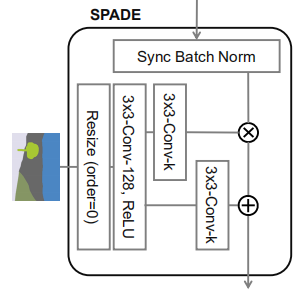 SPADE
Sync Batch Norm
Resize (order=0)
3x3-Conv-128, ReLU
3x3-Conv-k
3x3-Conv-k